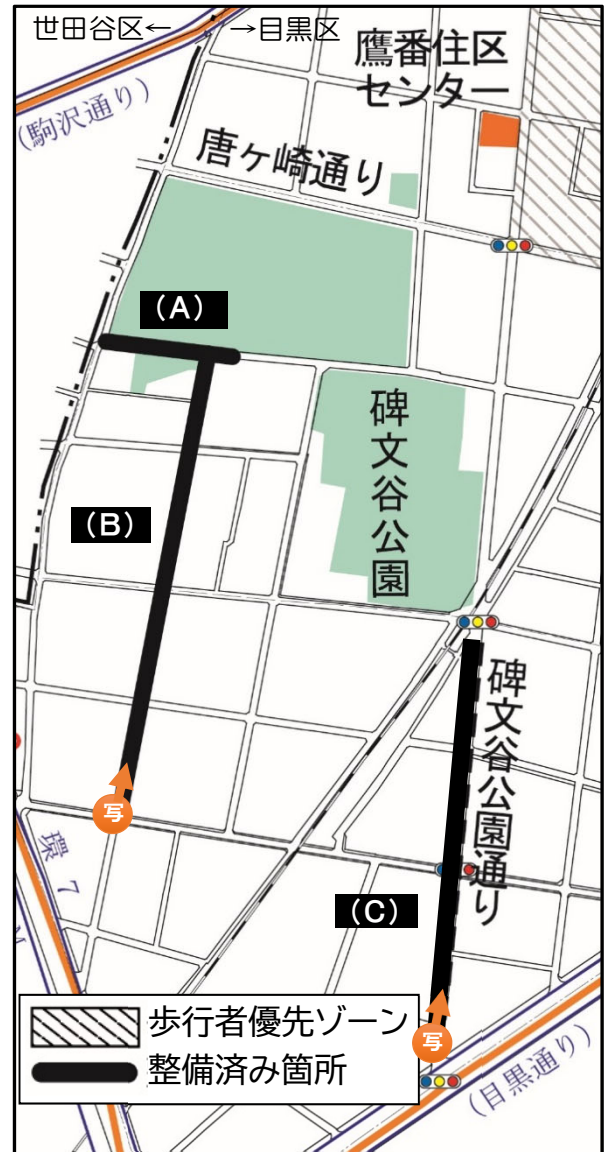 世田谷区← →目黒区
鷹番住区
センター
(駒沢通り)
唐ヶ崎通り
(A)
碑文谷公園
(B)
碑文谷公園通り
写
環7
(C)
歩行者優先ゾーン
写
整備済み箇所
(目黒通り)